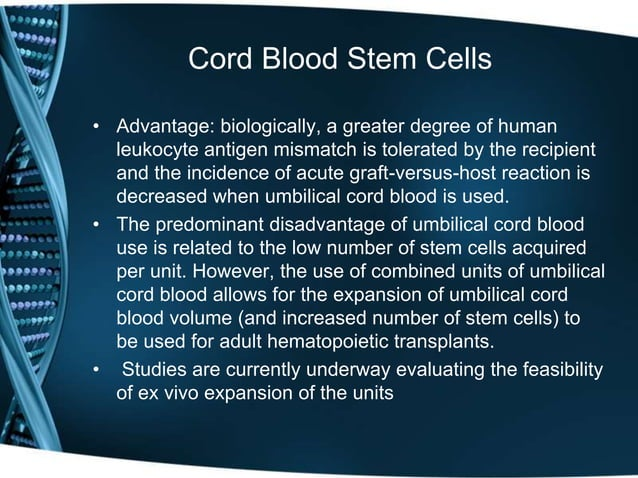 Cord Blood Stem Cells
• Advantage: biologically, a greater degree of human
leukocyte antigen mismatch is tolerated by the recipient
and the incidence of acute graft-versus-host reaction is
decreased when umbilical cord blood is used.
• The predominant disadvantage of umbilical cord blood
use is related to the low number of stem cells acquired
per unit. However, the use of combined units of umbilical
cord blood allows for the expansion of umbilical cord
blood volume (and increased number of stem cells) to
be used for adult hematopoietic transplants.
• Studies are currently underway evaluating the feasibility
of ex vivo expansion of the units